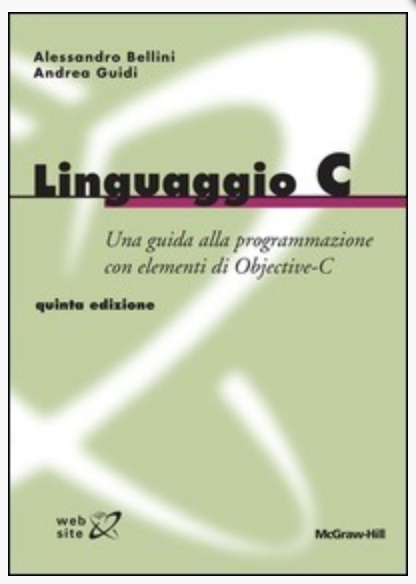 Alessandro Bellini
Andrea Guidi
Linguaggio C
Una guida alla programmazione
con elementi di Objective-C
quinta edizione
web
site
McGraw-Hill